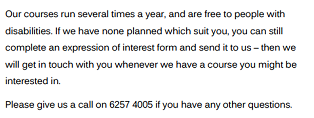 Our courses run several times a year, and are free to people with
disabilities. If we have none planned which suit you, you can still
complete an expression of interest form and send it to us – then we
will get in touch with you whenever we have a course you might be
interested in.
Please give us a call on 6257 4005 if you have any other questions.